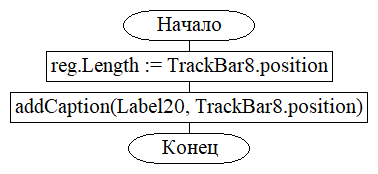 Начало
reg.Length := TrackBar8.position
addCaption(Label20, TrackBar8.position)
Конец